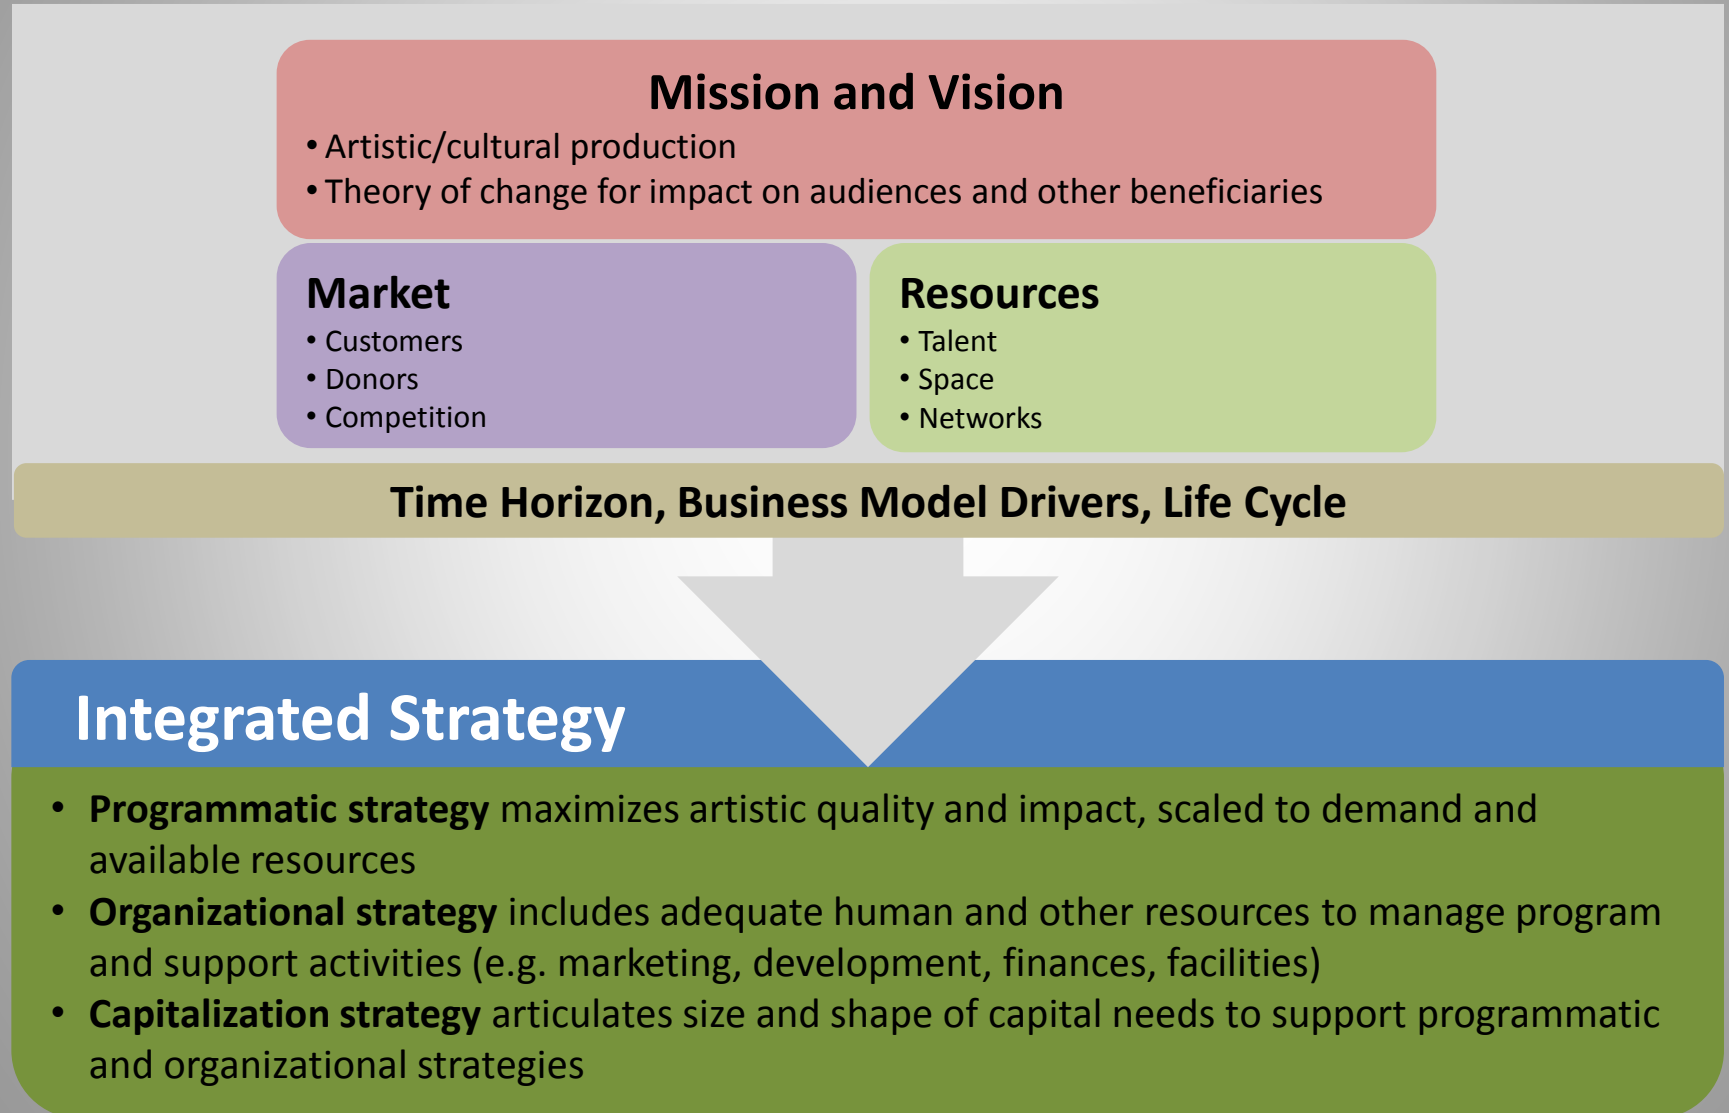 Mission and Vision
• Artistic/cultural production
• Theory of change for impact on audiences and other beneficiaries
Market
• Customers
• Donors
• Competition
Resources
• Talent
• Space
• Networks
Time Horizon, Business Model Drivers, Life Cycle
Integrated Strategy
• Programmatic strategy maximizes artistic quality and impact, scaled to demand and
available resources
• Organizational strategy includes adequate human and other resources to manage program
and support activities (e.g. marketing, development, finances, facilities)
• Capitalization strategy articulates size and shape of capital needs to support programmatic
and organizational strategies